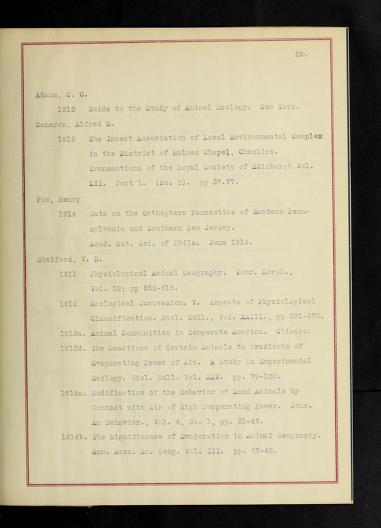 29.
Adams, C. C.
1913 Guide to the Study of Animal Ecology. New York.
Cameron, Alfred E.
1916 The Insect Association of Local Environmental Complex
in the District of Holmes Chapel, Cheshire.
Transactions of the Royal Society of Edinburgh Vol.
LII. Part 1. (No. 2). pp 37.77.
Fox, Henry
1914 Data on the Orthopteran Faunestics of Eastern Penn-
sylvania and Southern New Jersey.
Acad. Nat. Sci. of Phila. June 1914.
Shelford, V. E.
1911 Physiological Animal Geography. Jour. Morph.,
Vol. 22; pp 552-618.
1912 Ecological Succession. V. Aspects of Physiological
Classification. Biol. Bull., Vol. XXIII., pp 331-370.
1913a. Animal Communities in Temperate America. Chicago.
The Reactions of Certain Animals to Gradients of
Evaporating Power of Air. A Study in Experimental
Ecology. Biol. Bull. Vol. XXV. pp. 79-120.
1914a. Modification of the Behavior of Land Animals by
Contact with Air of High Evaporating Power. Jour.
An Behavior., Vol. 4, No. 1, pp. 31-49.
1914b. The Significance of Evaporation in Animal Geography.
Ann. Assn. Am. Geog. Vol. III. pp. 29-42.